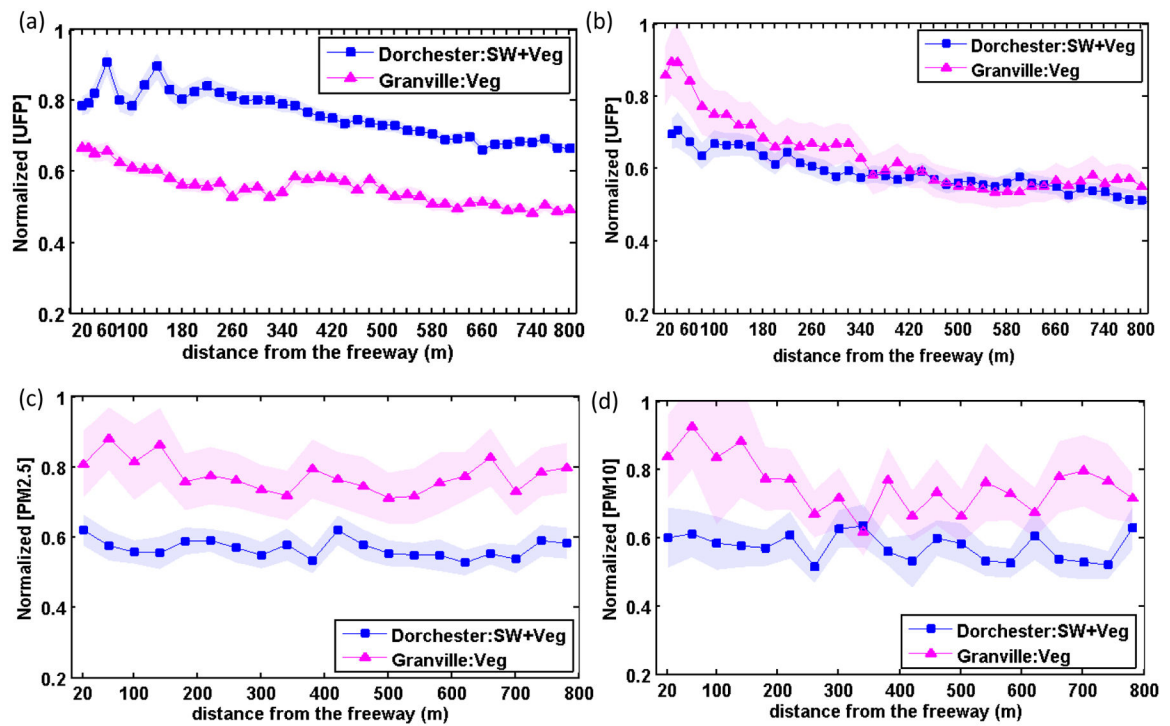 (a)
1
0.8
0.6
0.4
0.2
Normalized [UFP]
Dorchester:SW+Veg
Granville:Veg
20 60 100 180 260 340 420 500 580 660 740 800
distance from the freeway (m)
(b)
1
0.8
0.6
0.4
0.2
Normalized [UFP]
Dorchester:SW+Veg
Granville:Veg
20 60 100 180 260 340 420 500 580 660 740 800
distance from the freeway (m)
(c)
1
0.8
0.6
0.4
0.2
Normalized [PM2.5]
Dorchester:SW+Veg
Granville:Veg
20 100 200 300 400 500 600 700 800
distance from the freeway (m)
(d)
1
0.8
0.6
0.4
0.2
Normalized [PM10]
Dorchester:SW+Veg
Granville:Veg
20 100 200 300 400 500 600 700 800
distance from the freeway (m)